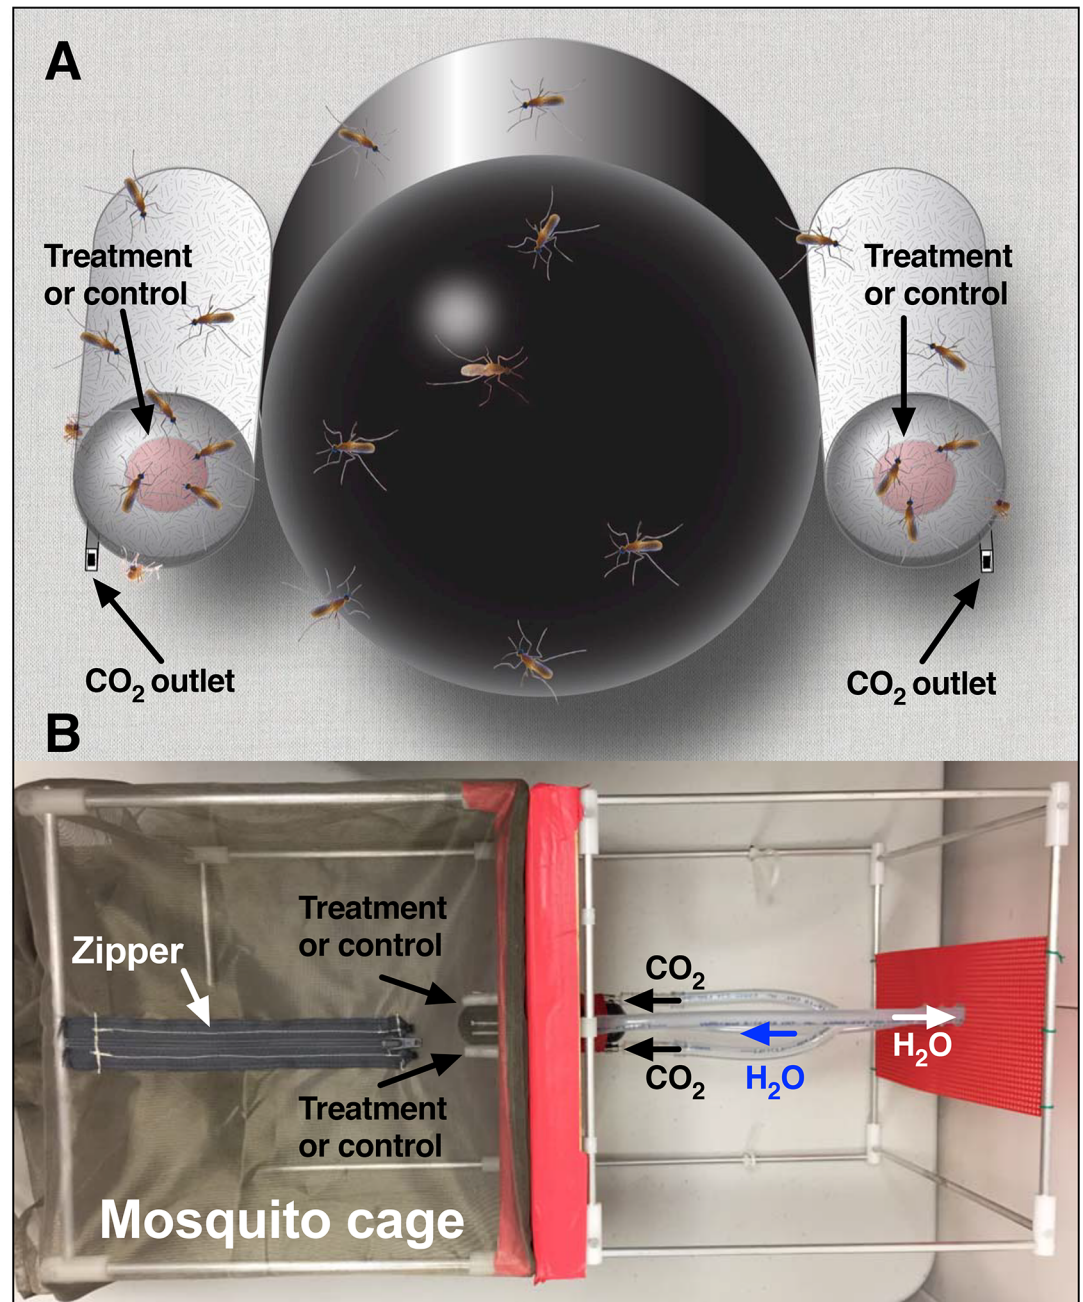 A
Treatment
or control
Treatment
or control
CO2 outlet
CO2 outlet
B
Zipper
Treatment
or control
CO2
H2O
CO2
H2O
Treatment
or control
Mosquito cage